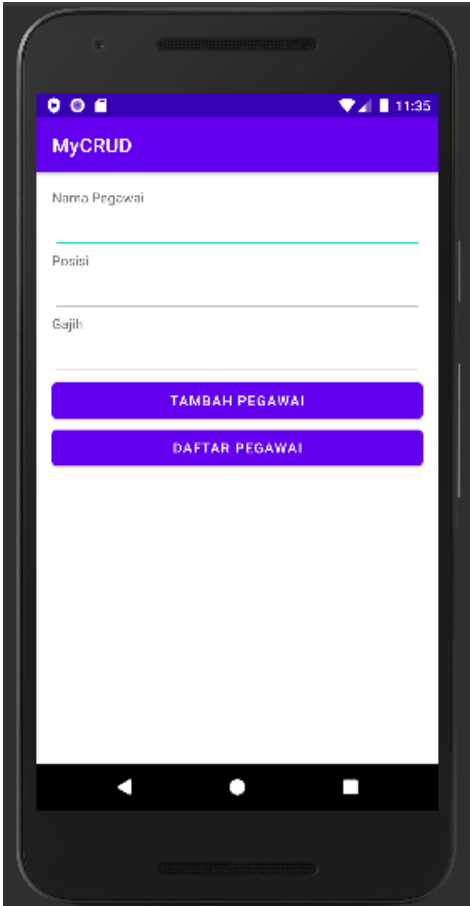 11:35
MyCRUD
Nama Pegawai
Posisi
Gajih
TAMBAH PEGAWAI
DAFTAR PEGAWAI